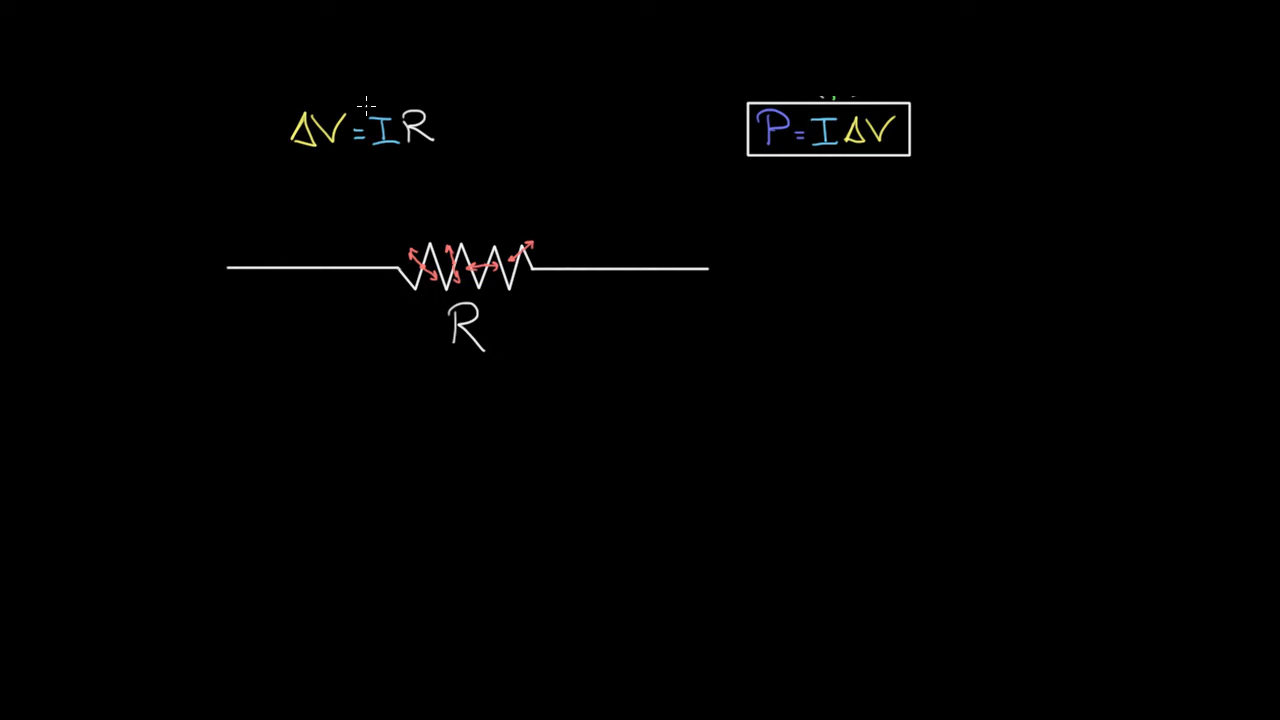 ΔV = IR
P = IΔV
R